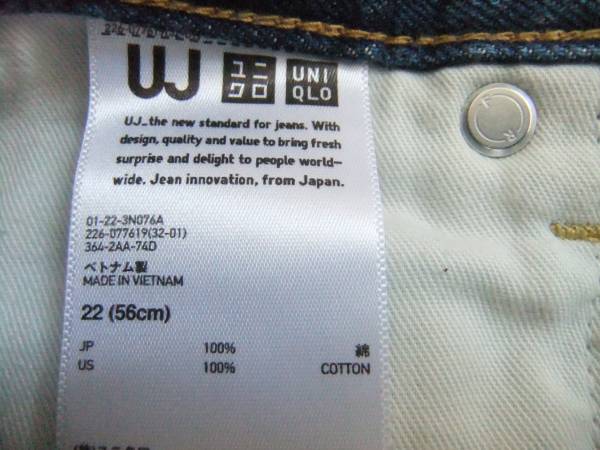 UJ ユニクロ UNIQLO
UJ_the new standard for jeans. With
design, quality and value to bring fresh
surprise and delight to people world-
wide. Jean innovation, from Japan.
01-22-3N076A
226-077619(32-01)
364-2AA-74D
ベトナム製
MADE IN VIETNAM
22 (56cm)
JP 100% 綿
US 100% COTTON